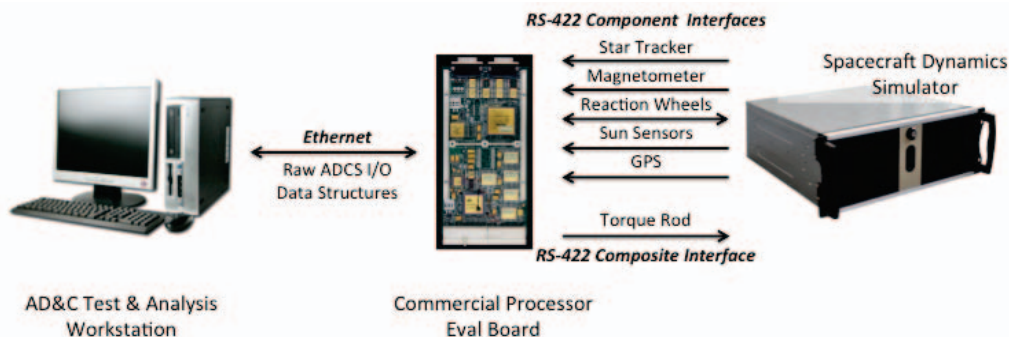 RS-422 Component Interfaces
Star Tracker
Magnetometer
Reaction Wheels
Sun Sensors
GPS
Torque Rod
RS-422 Composite Interface
Spacecraft Dynamics
Simulator
Ethernet
Raw ADCS I/O
Data Structures
AD&C Test & Analysis
Workstation
Commercial Processor
Eval Board